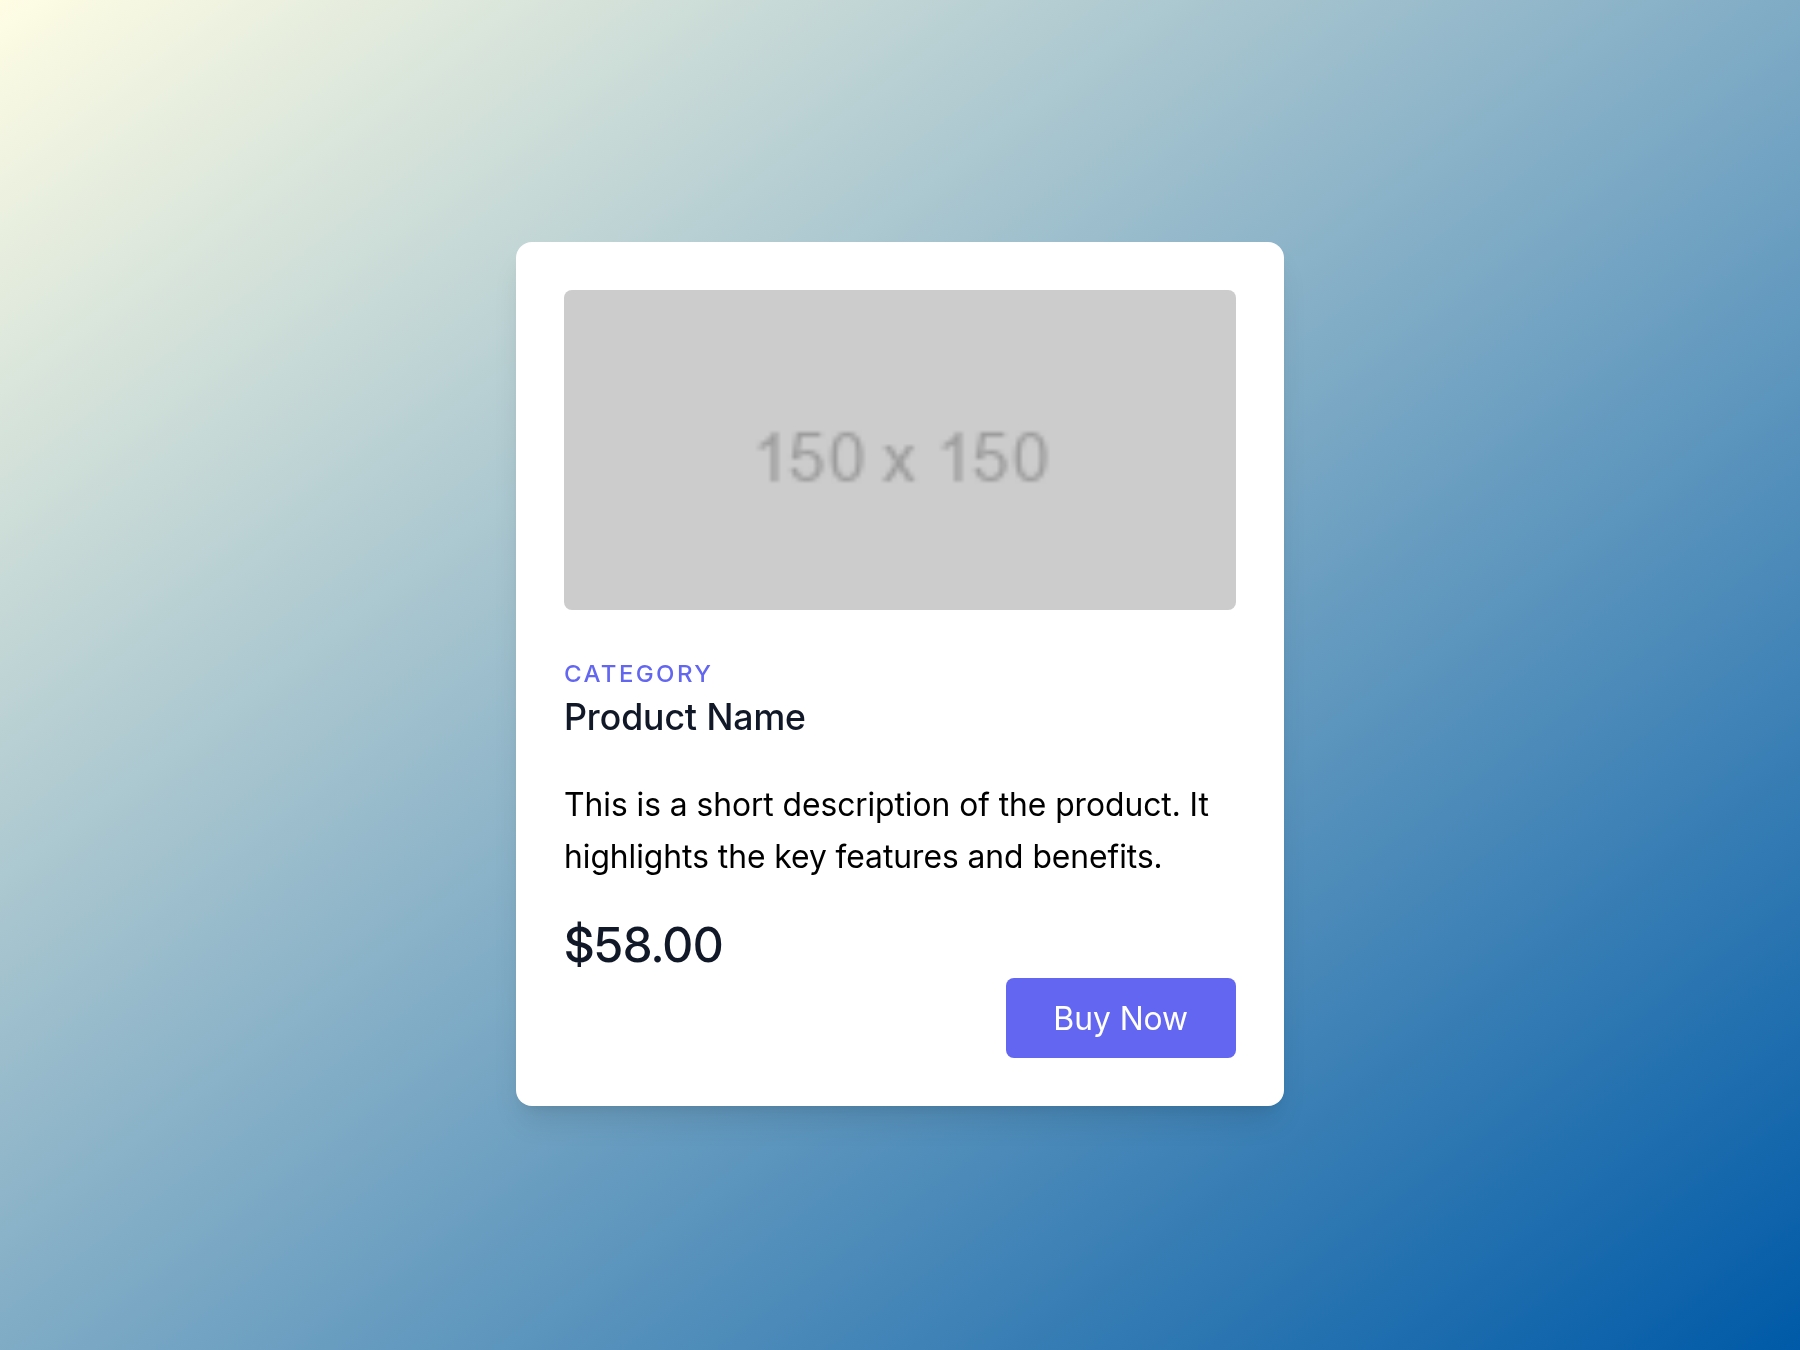 150 x 150
CATEGORY
Product Name
This is a short description of the product. It
highlights the key features and benefits.
$58.00
Buy Now